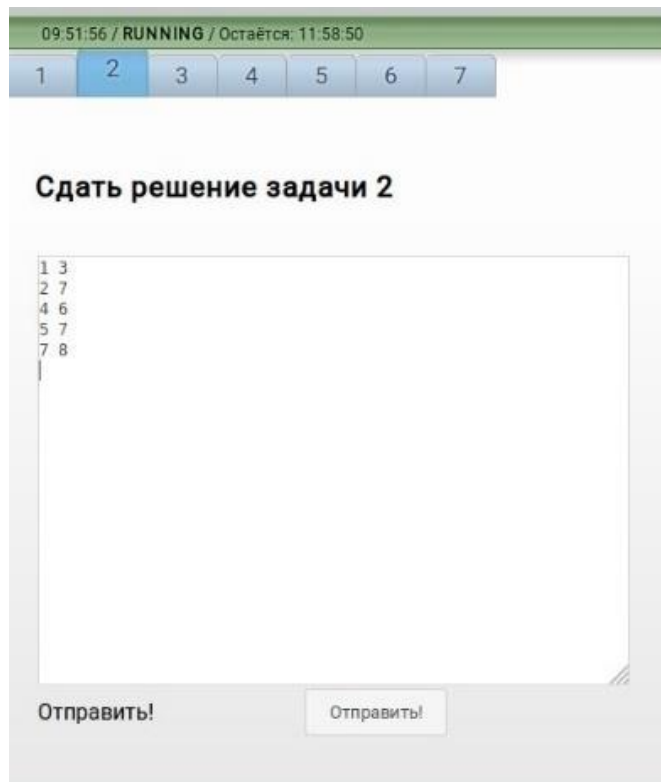 09:51:56 / RUNNING / Остаётся: 11:58:50
1 2 3 4 5 6 7
Сдать решение задачи 2
1 3
2 7
4 6
5 7
7 8
Отправить! Отправить!